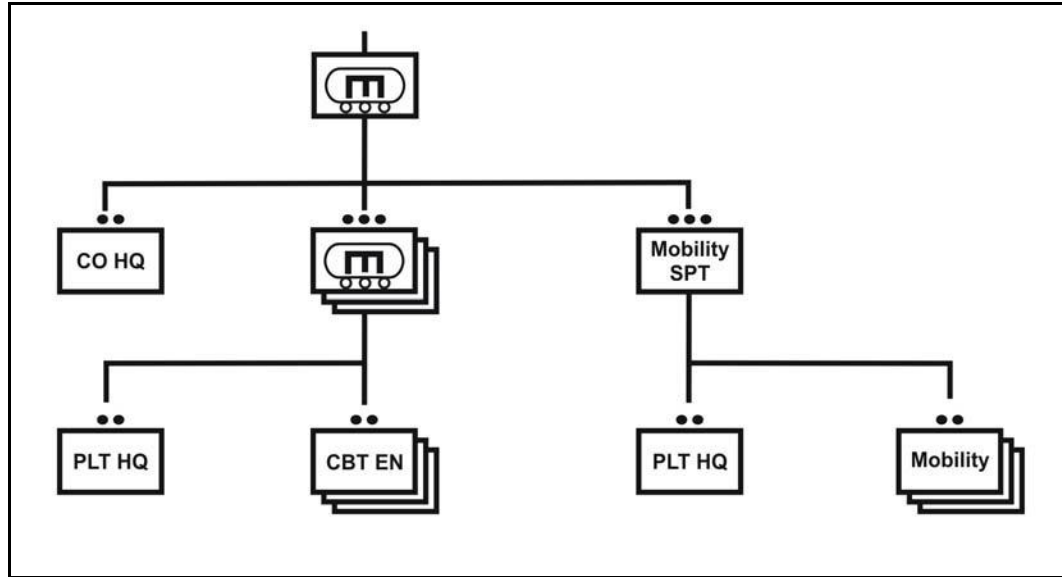 CO HQ
Mobility
SPT
PLT HQ
CBT EN
PLT HQ
Mobility